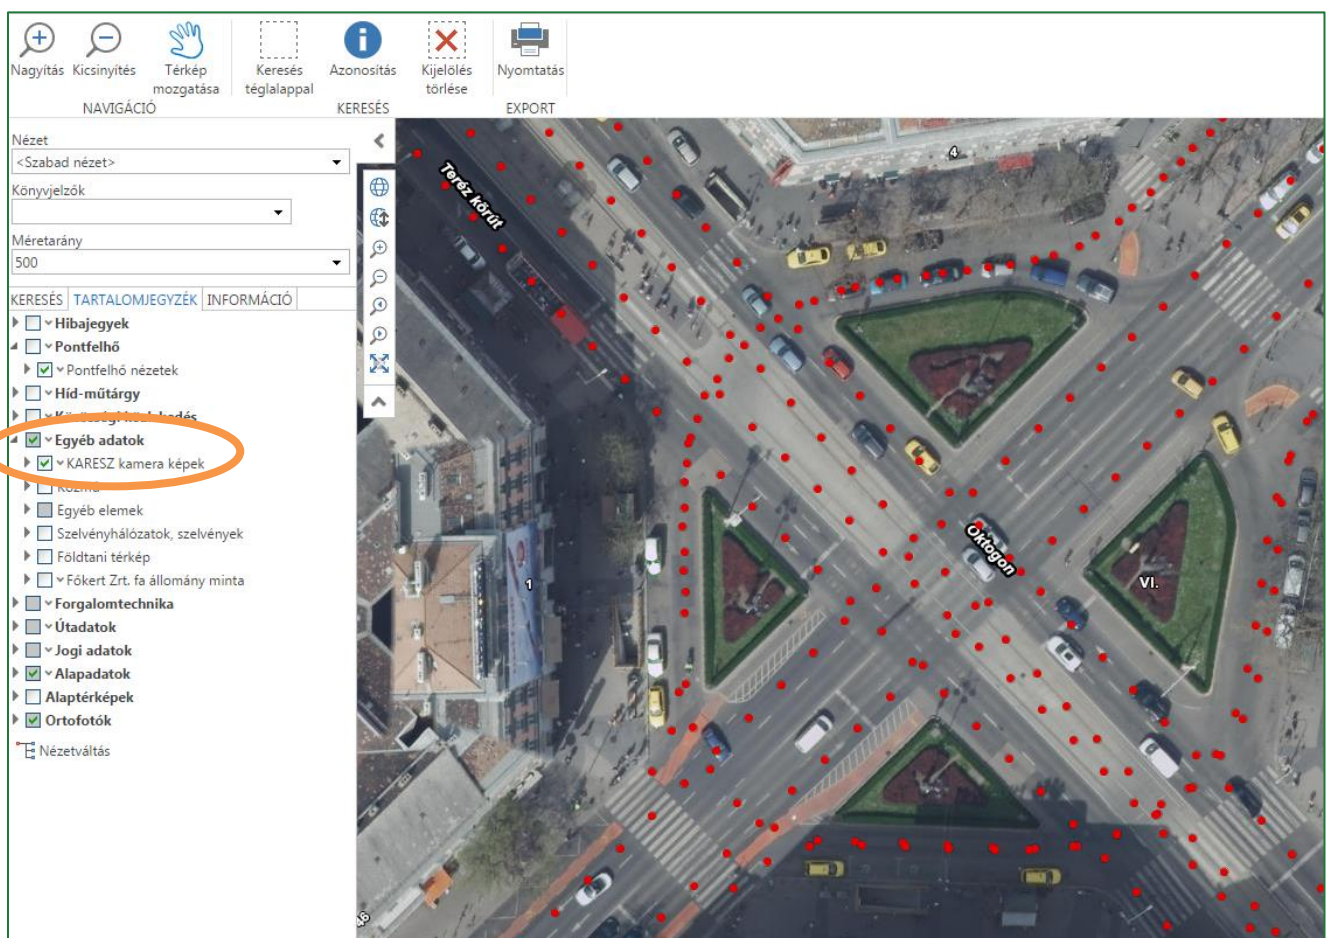 Nagyítás Kicsinyítés Térkép mozgatása Keresés téglalappal Azonosítás Kijelölés törlése Nyomtatás
NAVIGÁCIÓ KERESÉS EXPORT
Nézet
<Szabad nézet>
Könyvjelzők
Méretarány
500
KERESÉS TARTALOMJEGYZÉK INFORMÁCIÓ
Hibajegyek
Pontfelhő
Pontfelhő nézetek
Híd-műtárgy
Egyéb adatok
KARESZ kamera képek
Egyéb elemek
Szelvényhálózatok, szelvények
Földtani térkép
Főkert Zrt. fa állomány minta
Forgalomtechnika
Útadatok
Jogi adatok
Alapadatok
Alaptérképek
Ortofotók
Nézetváltás
Teréz körút
4
Oktogon
VI.
1
46